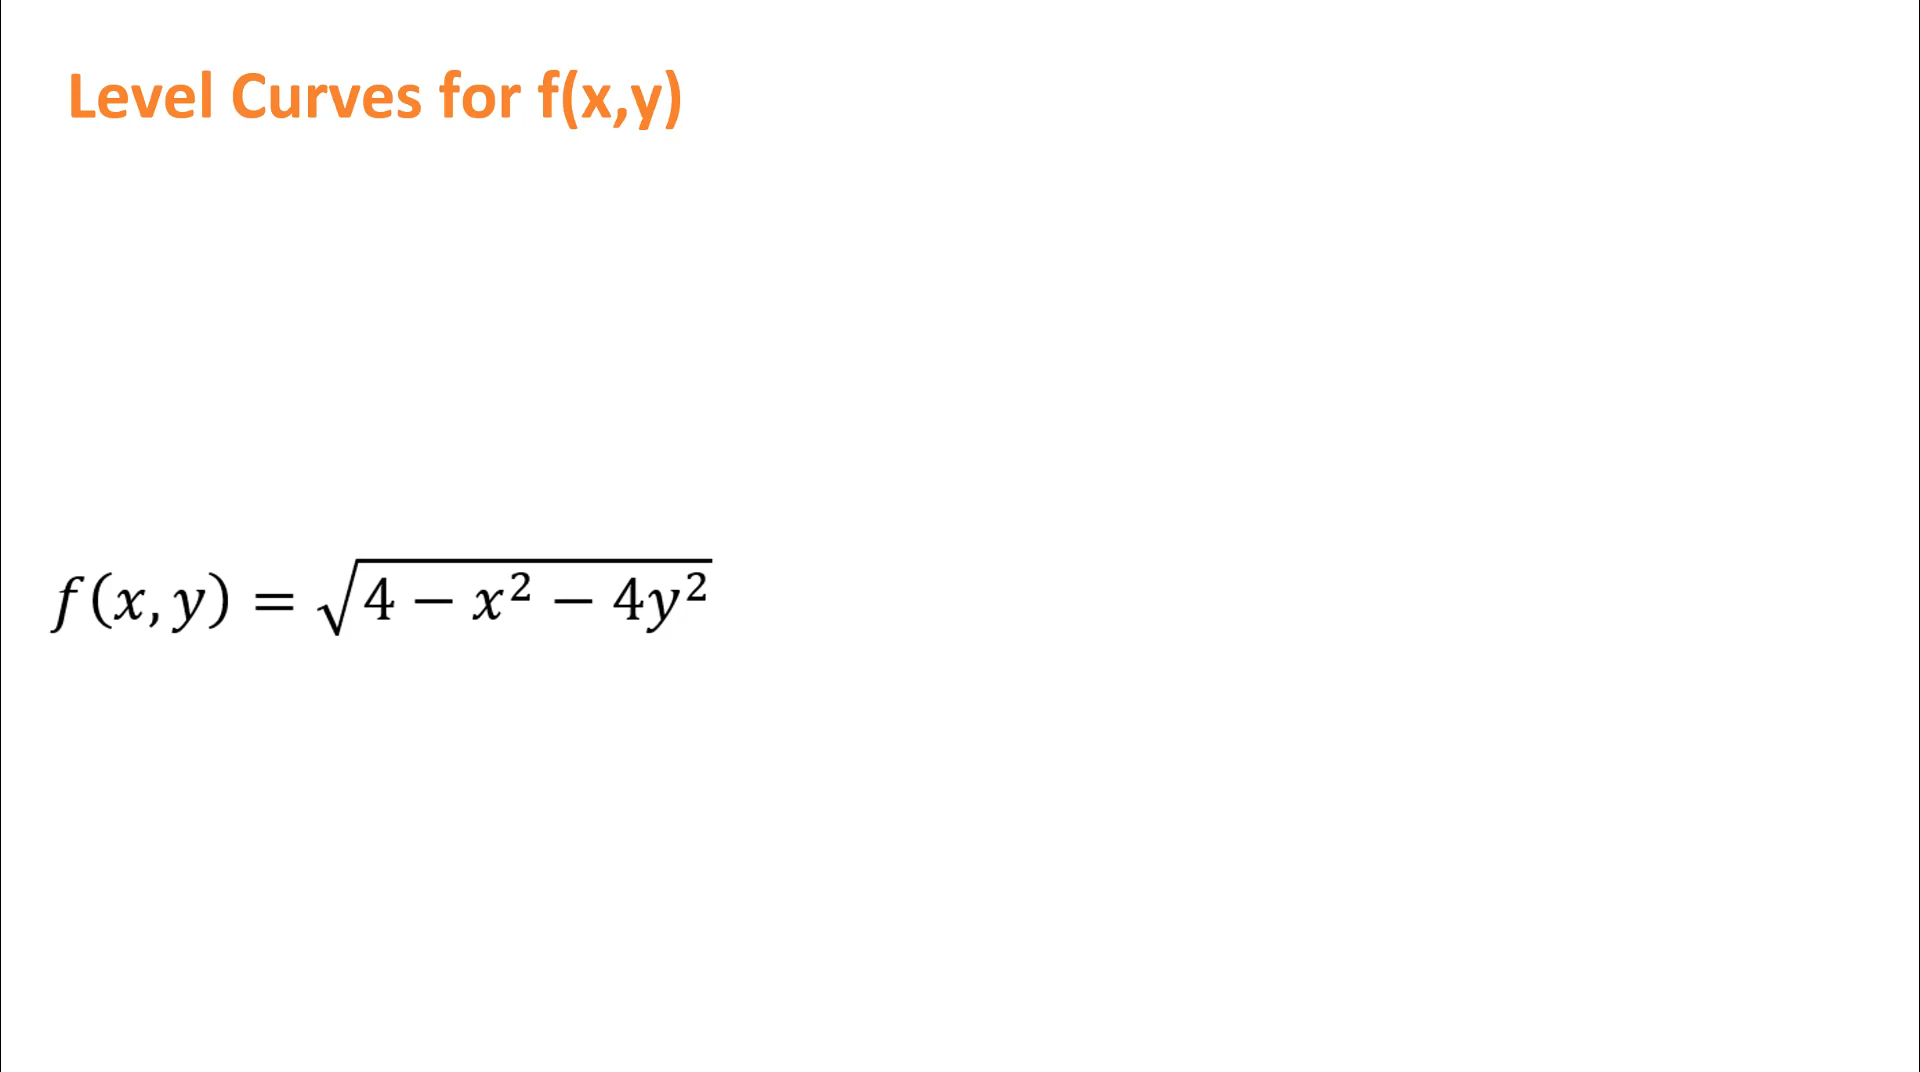 Level Curves for f(x,y)
f(x, y) = √4 − x² − 4y²